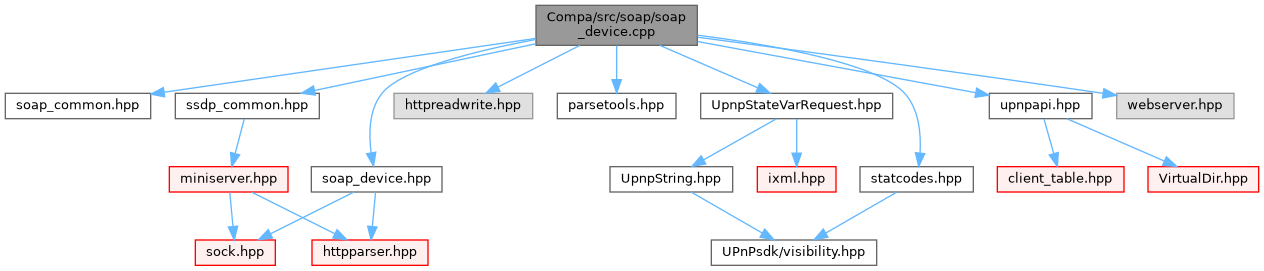 Compa/src/soap/soap
_device.cpp
soap_common.hpp
ssdp_common.hpp
httpreadwrite.hpp
parsetools.hpp
UpnpStateVarRequest.hpp
upnpapi.hpp
webserver.hpp
miniserver.hpp
soap_device.hpp
UpnpString.hpp
ixml.hpp
statcodes.hpp
client_table.hpp
VirtualDir.hpp
sock.hpp
httpparser.hpp
UPnPsdk/visibility.hpp